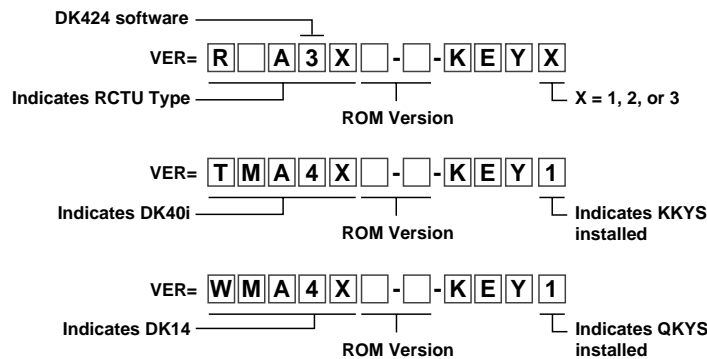 DK424 software
VER= R A 3 X - - K E Y X
Indicates RCTU Type
X = 1, 2, or 3
ROM Version
VER= T M A 4 X - - K E Y 1
Indicates DK40i
Indicates KKYS
installed
ROM Version
VER= W M A 4 X - - K E Y 1
Indicates DK14
Indicates QKYS
installed
ROM Version